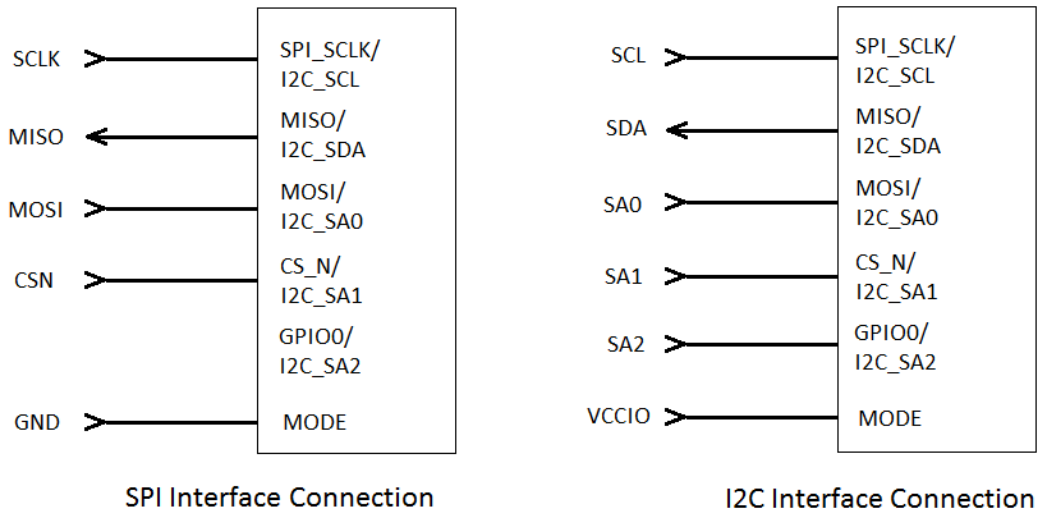 SCLK
SPI_SCLK/
I2C_SCL
MISO
MISO/
I2C_SDA
MOSI
MOSI/
I2C_SA0
CSN
CS_N/
I2C_SA1
GPIO0/
I2C_SA2
GND
MODE
SPI Interface Connection
SCL
SPI_SCLK/
I2C_SCL
SDA
MISO/
I2C_SDA
SA0
MOSI/
I2C_SA0
SA1
CS_N/
I2C_SA1
SA2
GPIO0/
I2C_SA2
VCCIO
MODE
I2C Interface Connection